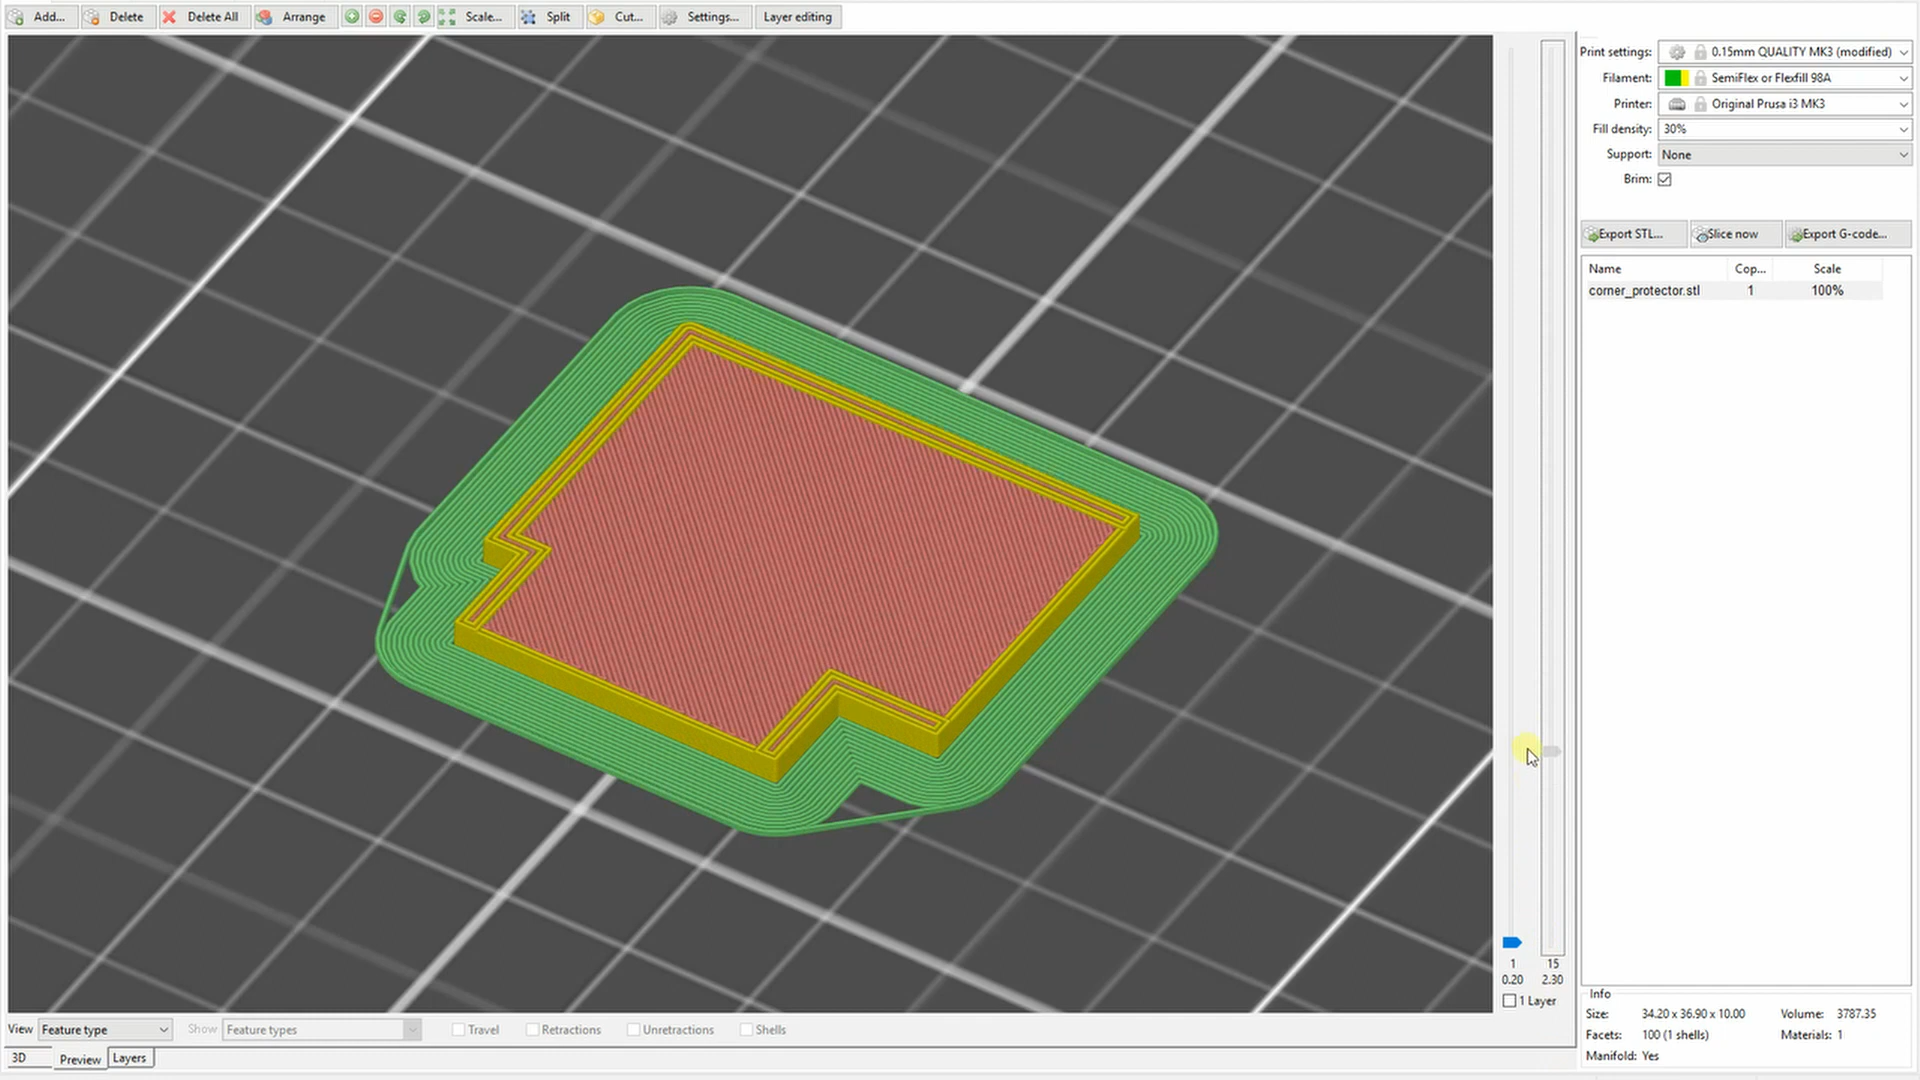 Add... Delete Delete All Arrange Scale... Split Cut... Settings... Layer editing
Print settings: 0.15mm QUALITY MK3 (modified)
Filament: SemiFlex or Flexfill 98A
Printer: Original Prusa i3 MK3
Fill density: 30%
Support: None
Brim:
Export STL... Slice now Export G-code...
Name Cop... Scale
corner_protector.stl 1 100%
1 15
0.20 2.30
1 Layer
Info
Size: 34.20 x 36.90 x 10.00 Volume: 3787.35
Facets: 100 (1 shells) Materials: 1
Manifold: Yes
View Feature type Show Feature types Travel Retractions Unretractions Shells
3D Preview Layers